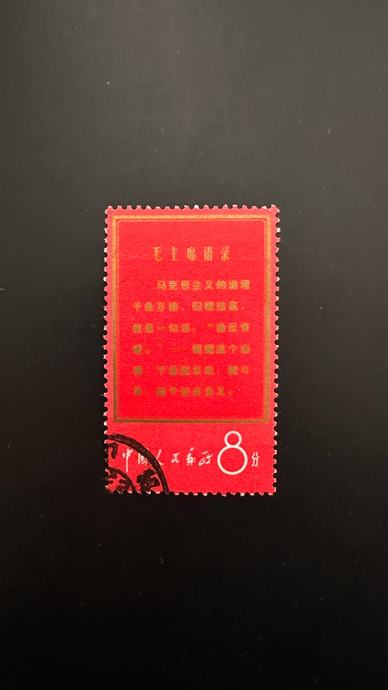 毛主席语录
马克思主义的道理
千条万绪，归根结底，
就是一句话：“造反有
理。”……根据这个道
理，于是就反抗，就斗
争，就干社会主义。
中国人民邮政 8分